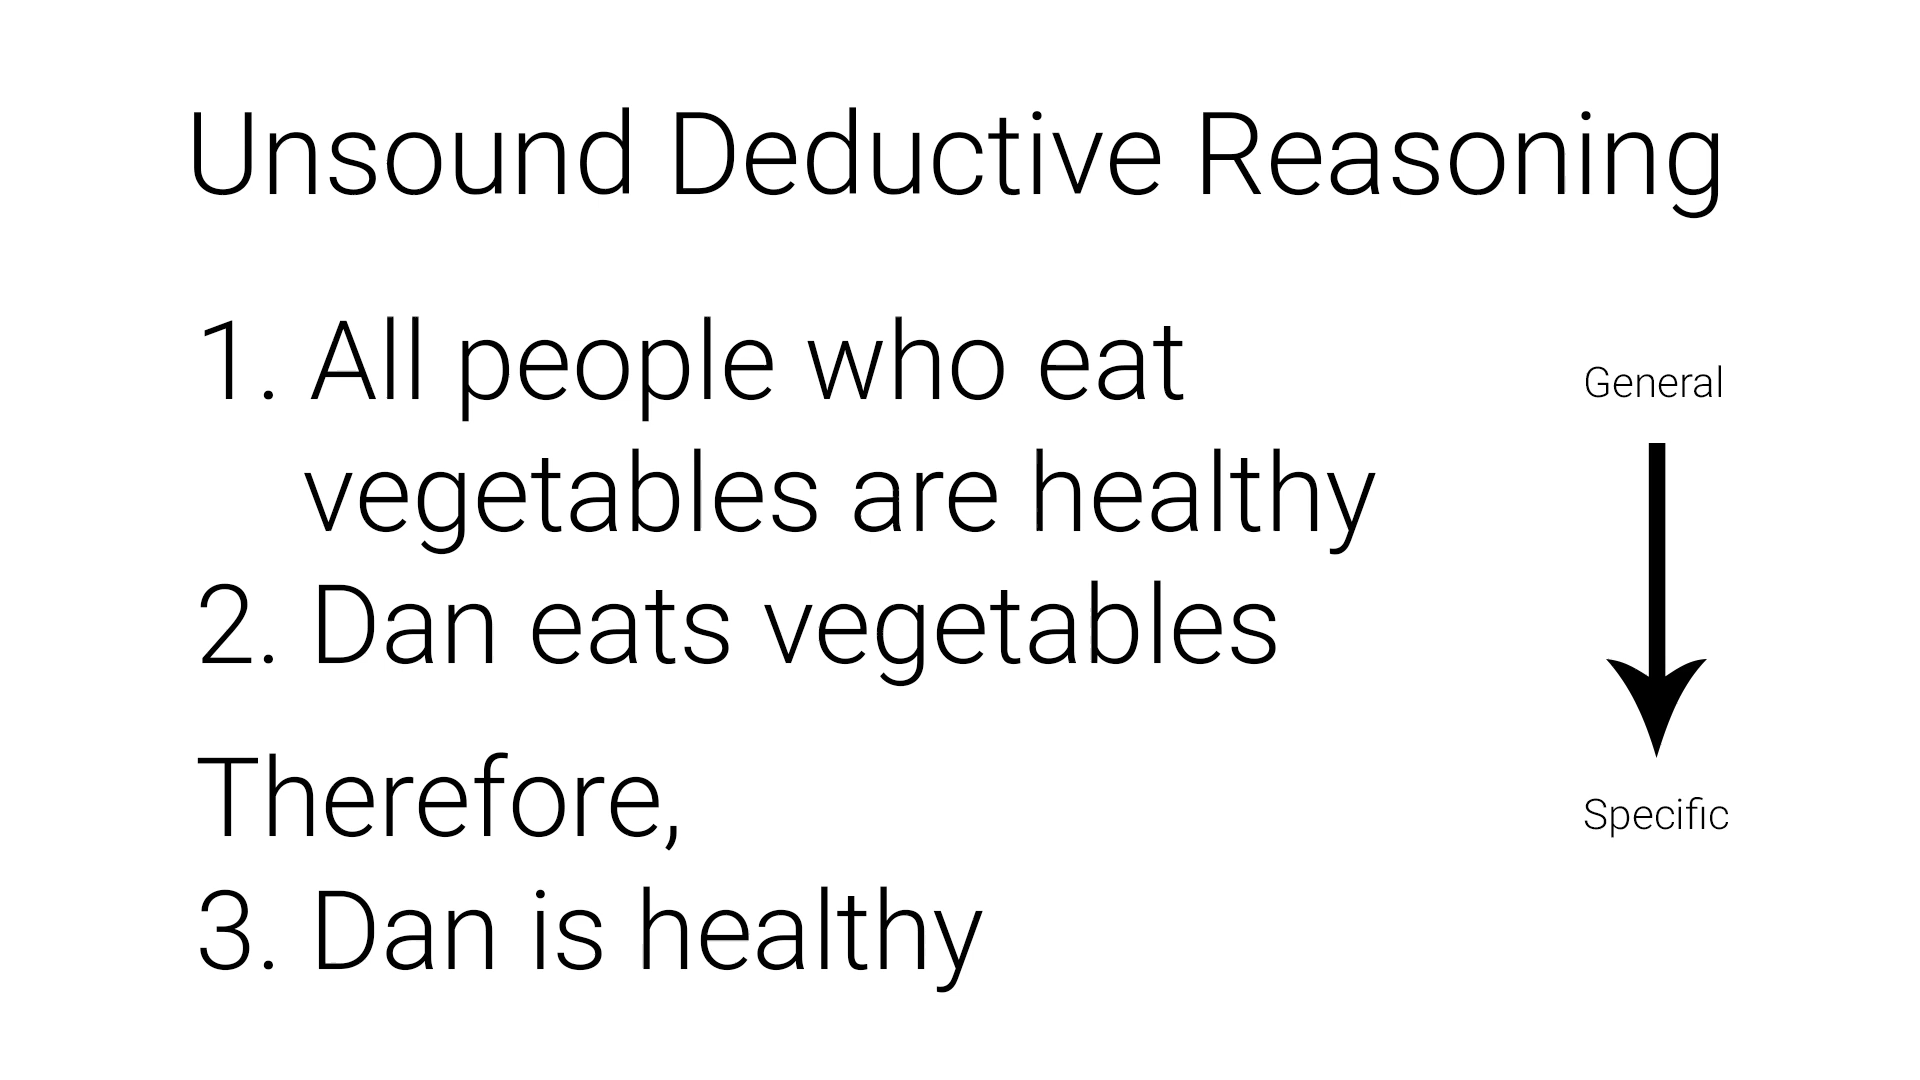 Unsound Deductive Reasoning
1. All people who eat
vegetables are healthy
2. Dan eats vegetables
Therefore,
3. Dan is healthy
General
Specific